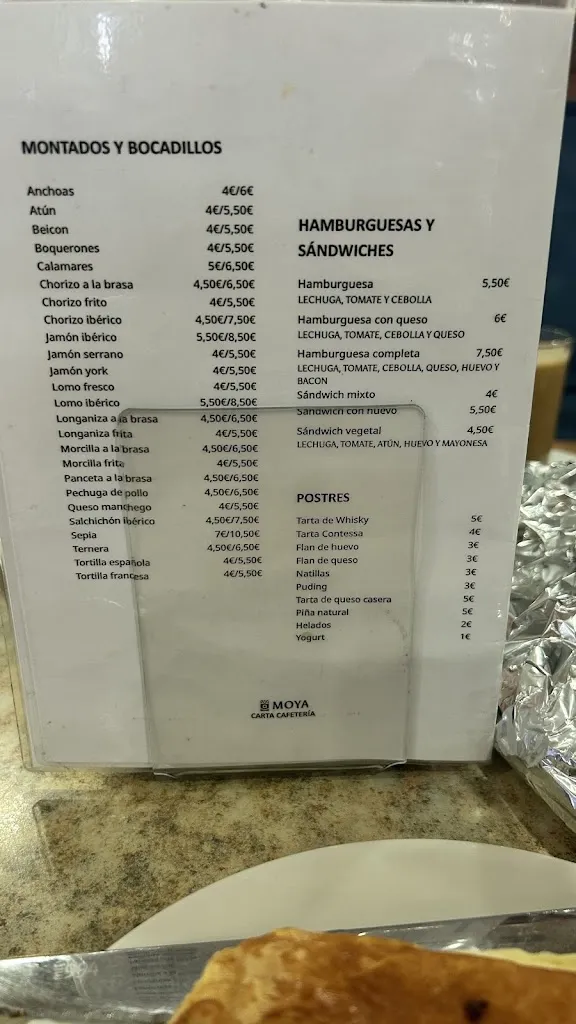 MONTADOS Y BOCADILLOS
Anchoas 4€/6€
Atún 4€/5,50€
Beicon 4€/5,50€
Boquerones 4€/5,50€
Calamares 5€/6,50€
Chorizo a la brasa 4,50€/6,50€
Chorizo frito 4€/5,50€
Chorizo ibérico 4,50€/7,50€
Jamón ibérico 5,50€/8,50€
Jamón serrano 4€/5,50€
Jamón york 4€/5,50€
Lomo fresco 4€/5,50€
Lomo ibérico 5,50€/8,50€
Longaniza a la brasa 4,50€/6,50€
Longaniza frita 4€/5,50€
Morcilla a la brasa 4,50€/6,50€
Morcilla frita 4€/5,50€
Panceta a la brasa 4,50€/6,50€
Pechuga de pollo 4,50€/6,50€
Queso manchego 4€/5,50€
Salchichón ibérico 4,50€/7,50€
Sepia 7€/10,50€
Ternera 4,50€/6,50€
Tortilla española 4€/5,50€
Tortilla francesa 4€/5,50€
HAMBURGUESAS Y
SÁNDWICHES
Hamburguesa 5,50€
LECHUGA, TOMATE Y CEBOLLA
Hamburguesa con queso 6€
LECHUGA, TOMATE, CEBOLLA Y QUESO
Hamburguesa completa 7,50€
LECHUGA, TOMATE, CEBOLLA, QUESO, HUEVO Y
BACON
Sándwich mixto 4€
Sándwich con huevo 5,50€
Sándwich vegetal 4,50€
LECHUGA, TOMATE, ATÚN, HUEVO Y MAYONESA
POSTRES
Tarta de Whisky 5€
Tarta Contessa 4€
Flan de huevo 3€
Flan de queso 3€
Natillas 3€
Puding 3€
Tarta de queso casera 5€
Piña natural 5€
Helados 2€
Yogurt 1€
MOYA
CARTA CAFETERÍA